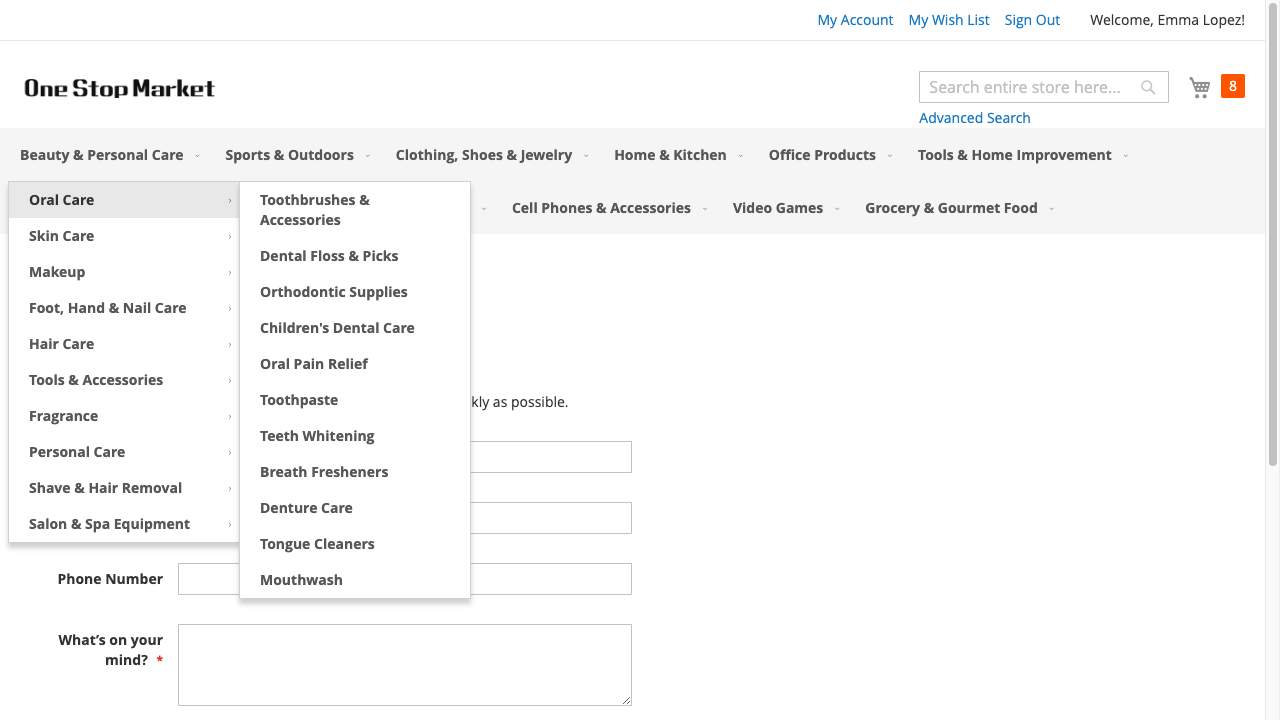 My Account My Wish List Sign Out Welcome, Emma Lopez!
One Stop Market
Search entire store here...
8
Advanced Search
Beauty & Personal Care Sports & Outdoors Clothing, Shoes & Jewelry Home & Kitchen Office Products Tools & Home Improvement
Cell Phones & Accessories Video Games Grocery & Gourmet Food
Oral Care
Skin Care
Makeup
Foot, Hand & Nail Care
Hair Care
Tools & Accessories
Fragrance
Personal Care
Shave & Hair Removal
Salon & Spa Equipment
Toothbrushes &
Accessories
Dental Floss & Picks
Orthodontic Supplies
Children's Dental Care
Oral Pain Relief
Toothpaste
Teeth Whitening
Breath Fresheners
Denture Care
Tongue Cleaners
Mouthwash
kly as possible.
Phone Number
What’s on your
mind? *